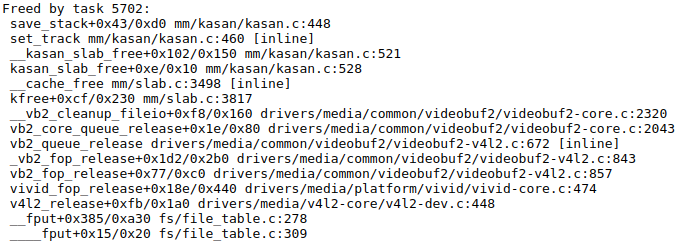 Freed by task 5702:
save_stack+0x43/0xd0 mm/kasan/kasan.c:448
set_track mm/kasan/kasan.c:460 [inline]
__kasan_slab_free+0x102/0x150 mm/kasan/kasan.c:521
kasan_slab_free+0xe/0x10 mm/kasan/kasan.c:528
__cache_free mm/slab.c:3498 [inline]
kfree+0xcf/0x230 mm/slab.c:3817
__vb2_cleanup_fileio+0xf8/0x160 drivers/media/common/videobuf2/videobuf2-core.c:2320
vb2_core_queue_release+0x1e/0x80 drivers/media/common/videobuf2/videobuf2-core.c:2043
vb2_queue_release drivers/media/common/videobuf2/videobuf2-v4l2.c:672 [inline]
_vb2_fop_release+0x1d2/0x2b0 drivers/media/common/videobuf2/videobuf2-v4l2.c:843
vb2_fop_release+0x77/0xc0 drivers/media/common/videobuf2/videobuf2-v4l2.c:857
vivid_fop_release+0x18e/0x440 drivers/media/platform/vivid/vivid-core.c:474
v4l2_release+0xfb/0x1a0 drivers/media/v4l2-core/v4l2-dev.c:448
__fput+0x385/0xa30 fs/file_table.c:278
____fput+0x15/0x20 fs/file_table.c:309